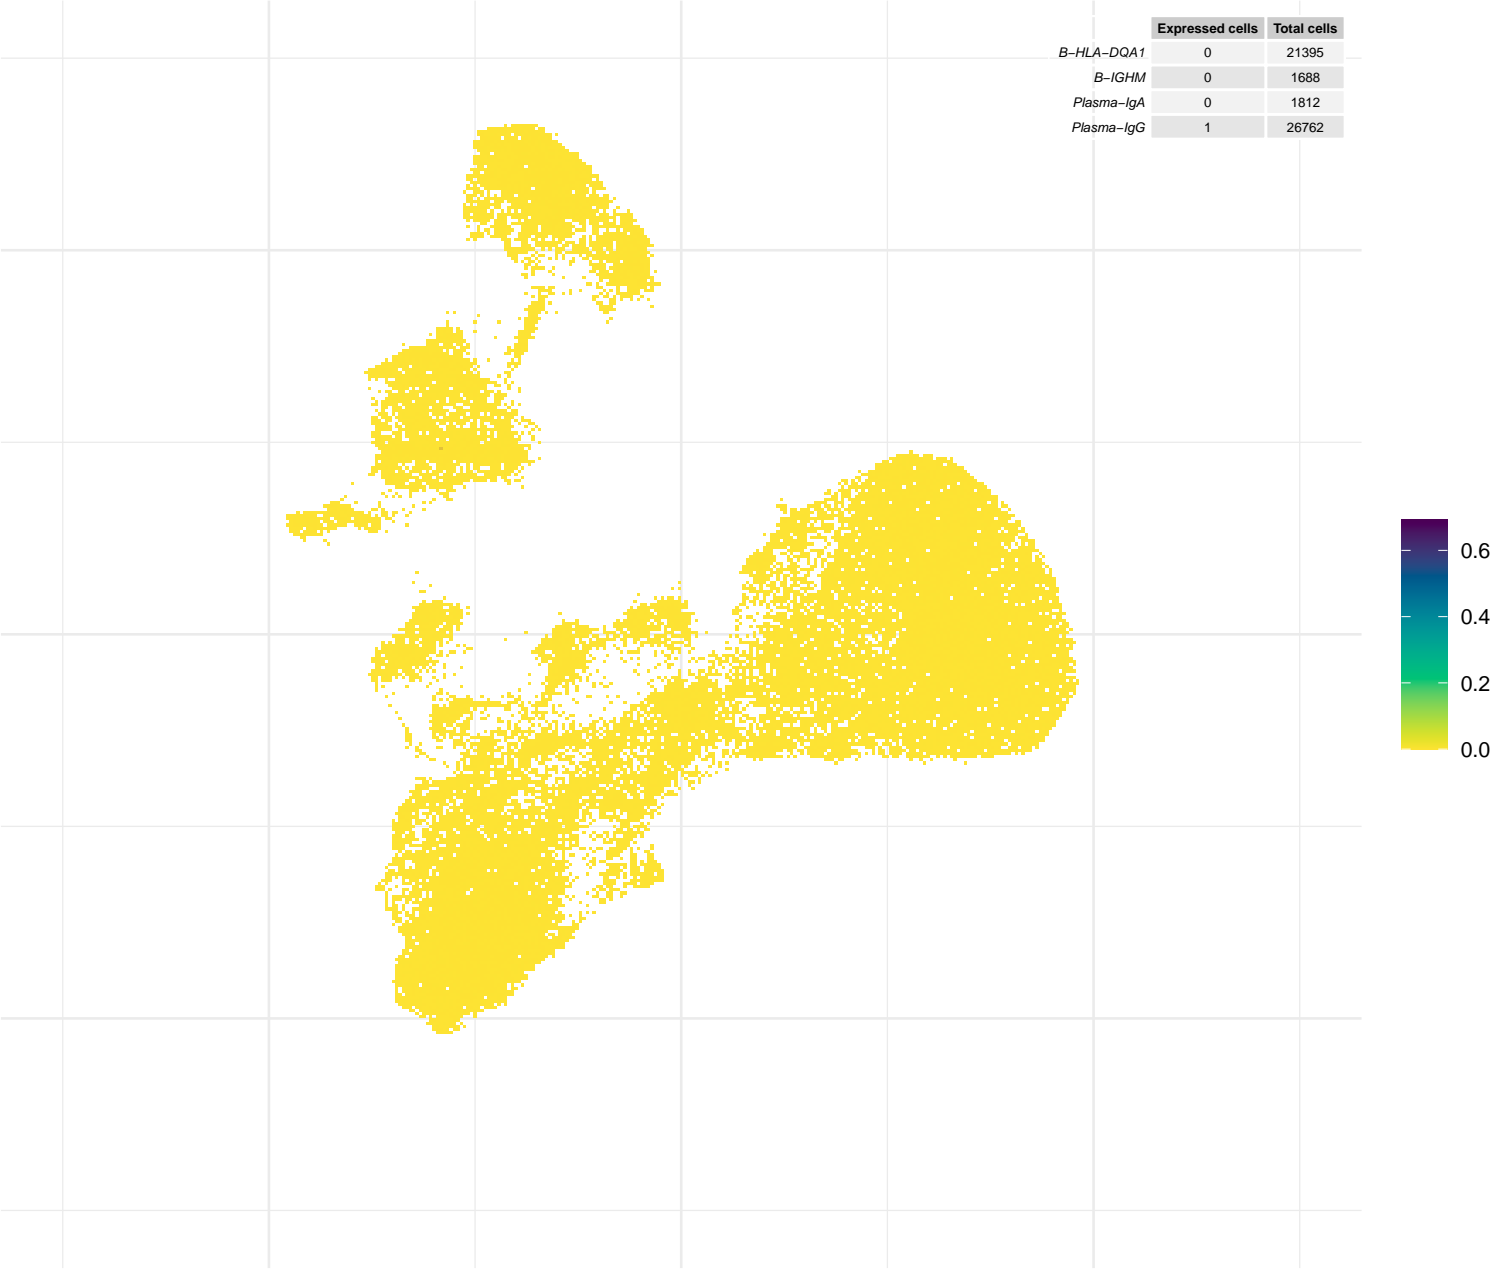 Expressed cells Total cells
B−HLA−DQA1 0 21395
B−IGHM 0 1688
Plasma−IgA 0 1812
Plasma−IgG 1 26762
0.6
0.4
0.2
0.0